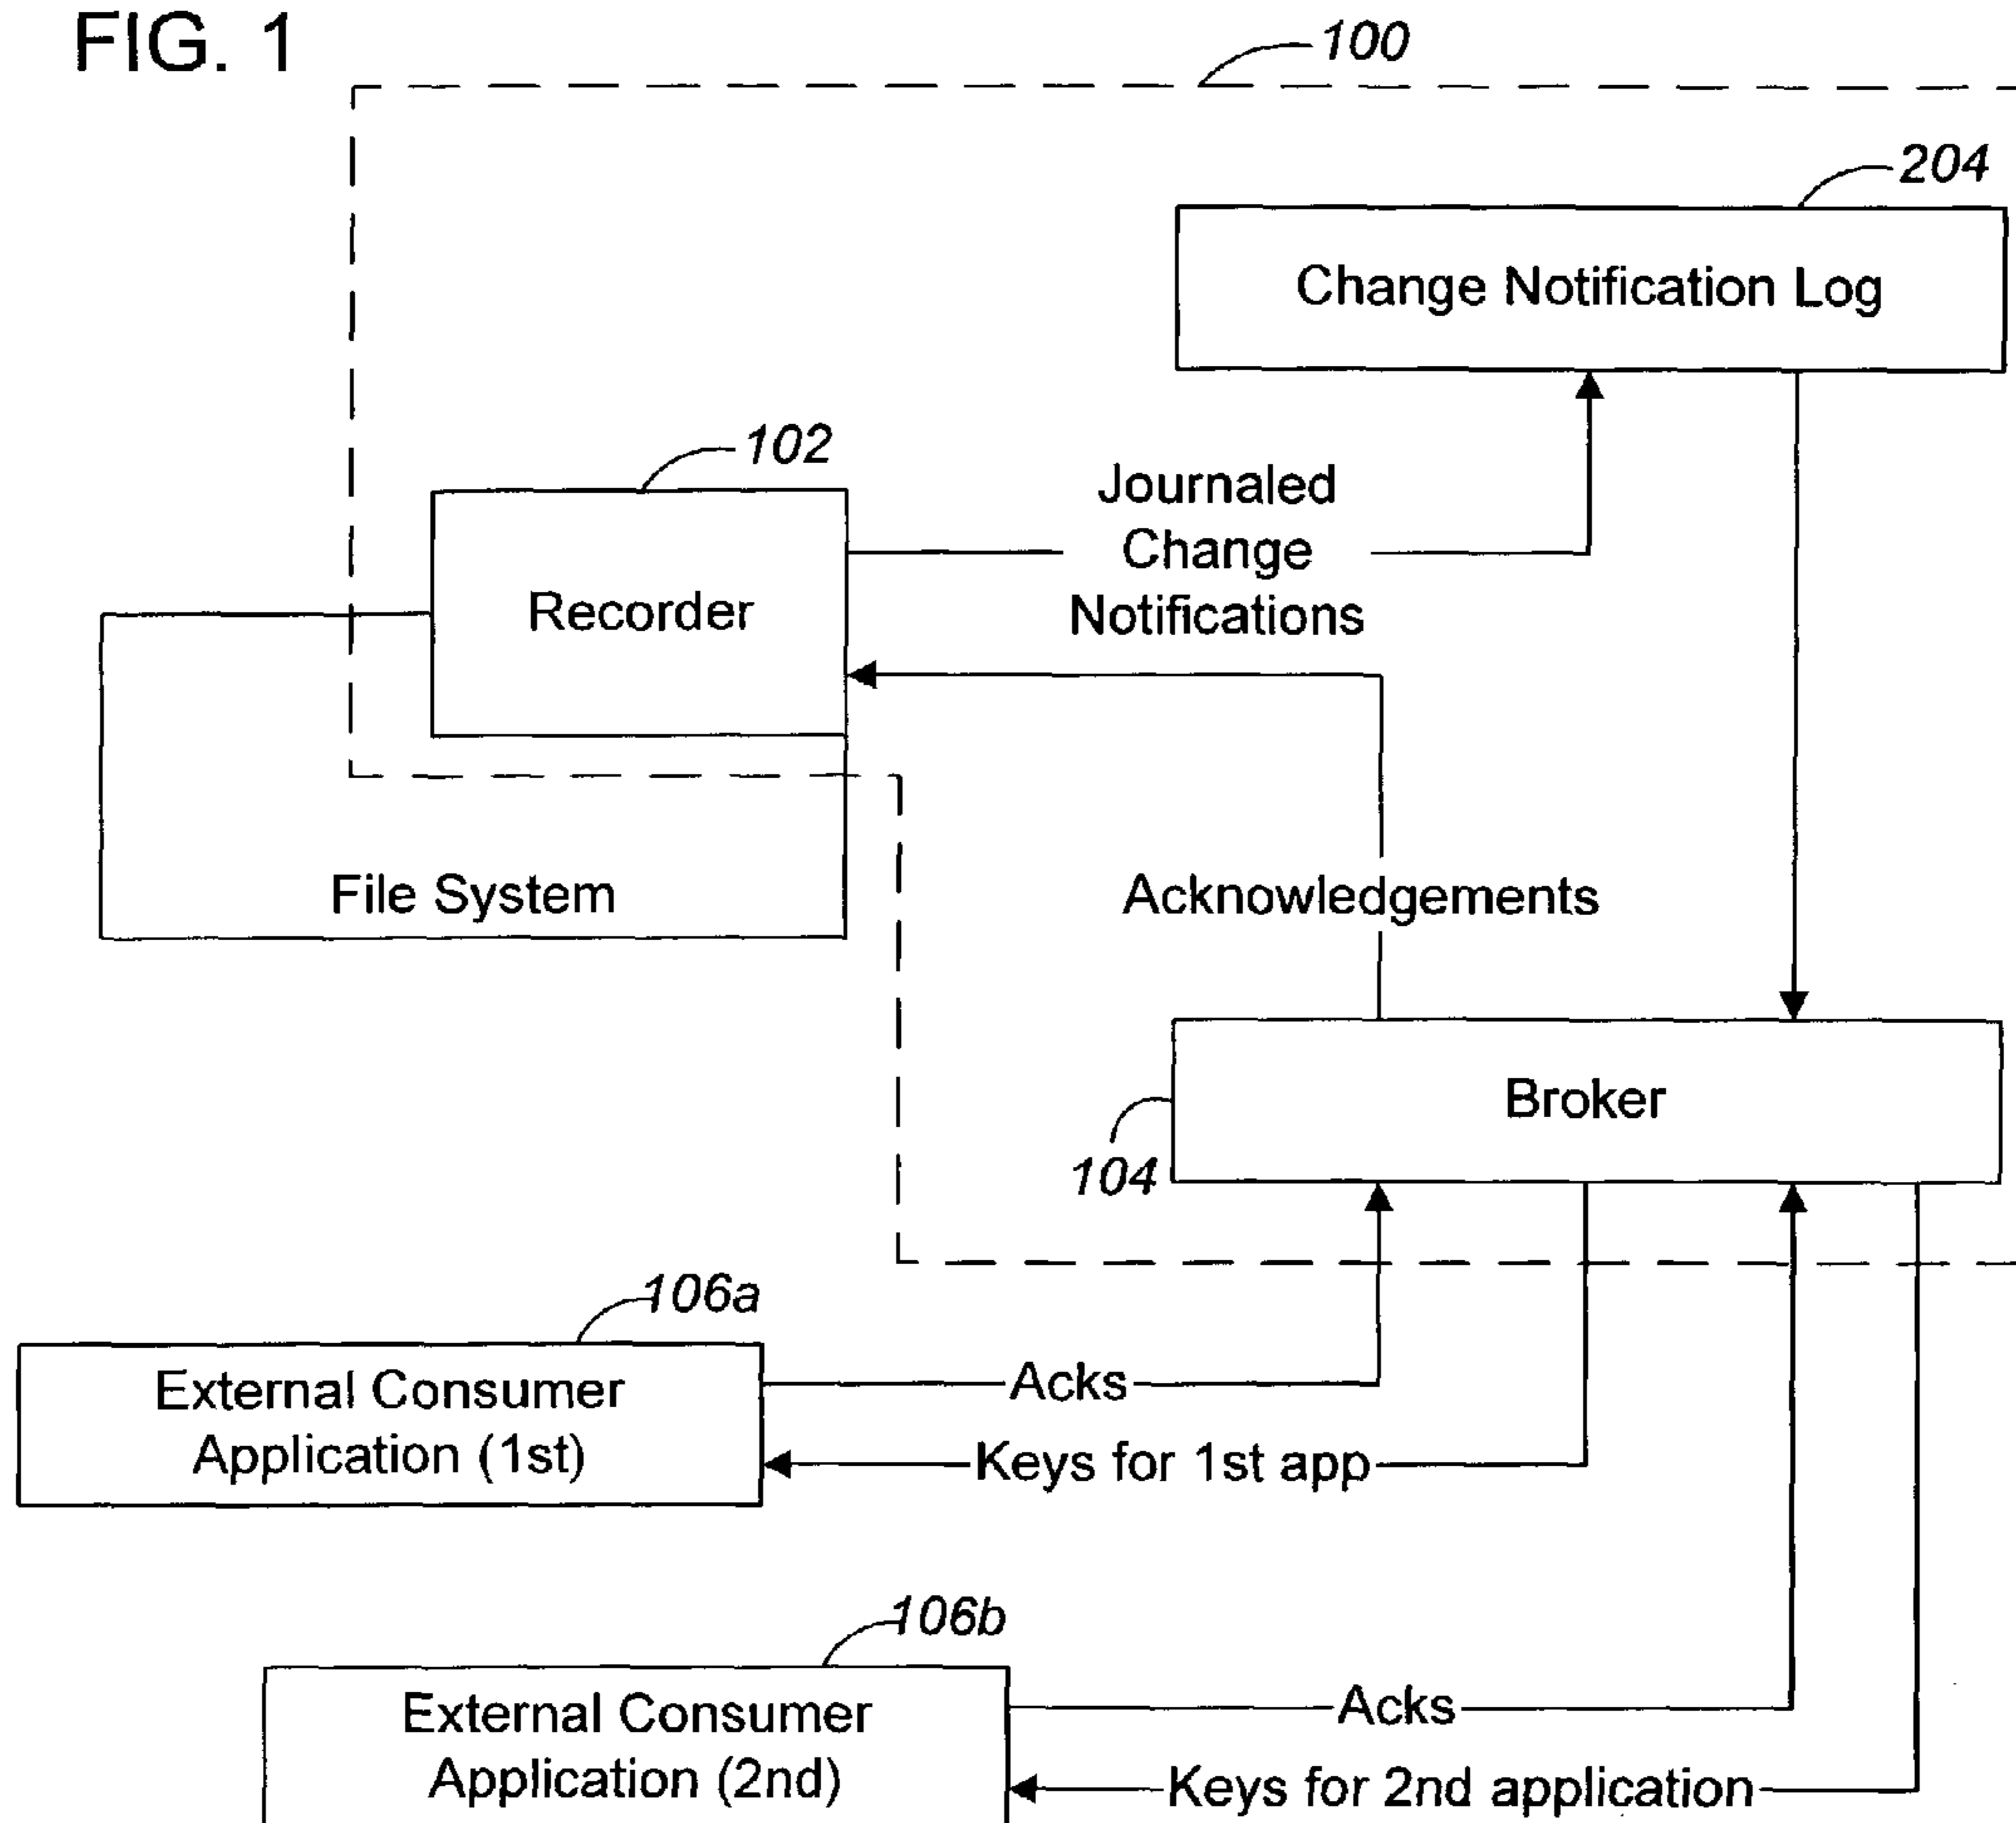 FIG. 1
100
204
Change Notification Log
102
Journaled
Change
Notifications
Recorder
File System
Acknowledgements
Broker
104
106a
External Consumer
Application (1st)
Acks
Keys for 1st app
106b
External Consumer
Application (2nd)
Acks
Keys for 2nd application